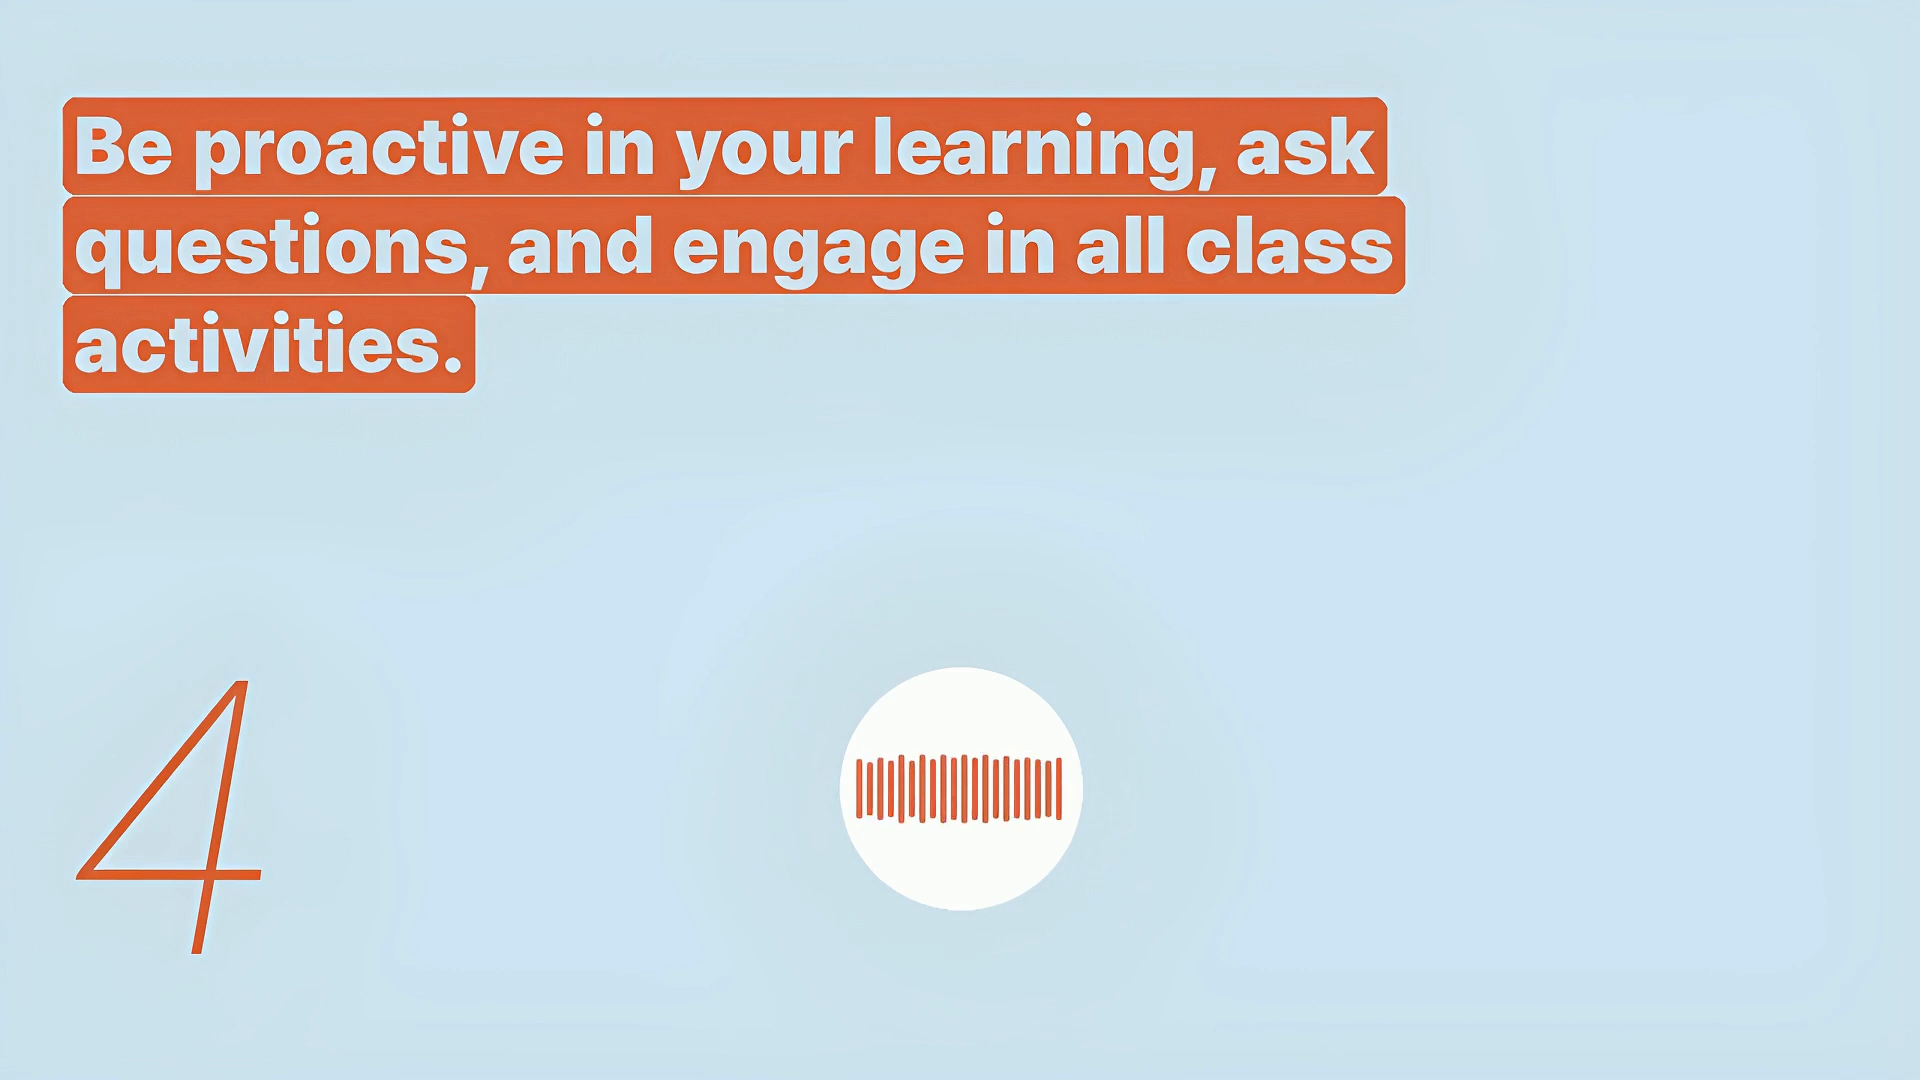 Be proactive in your learning, ask
questions, and engage in all class
activities.
4